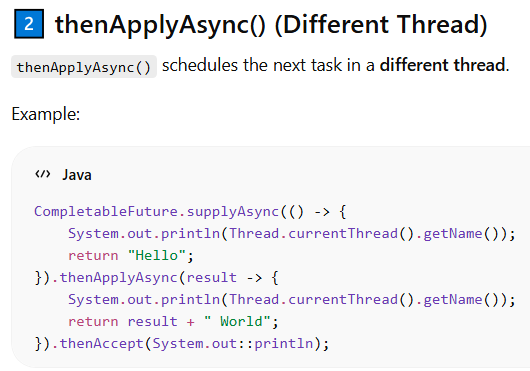 2 thenApplyAsync() (Different Thread)
thenApplyAsync() schedules the next task in a different thread.
Example:
</> Java
CompletableFuture.supplyAsync(() -> {
    System.out.println(Thread.currentThread().getName());
    return "Hello";
}).thenApplyAsync(result -> {
    System.out.println(Thread.currentThread().getName());
    return result + " World";
}).thenAccept(System.out::println);